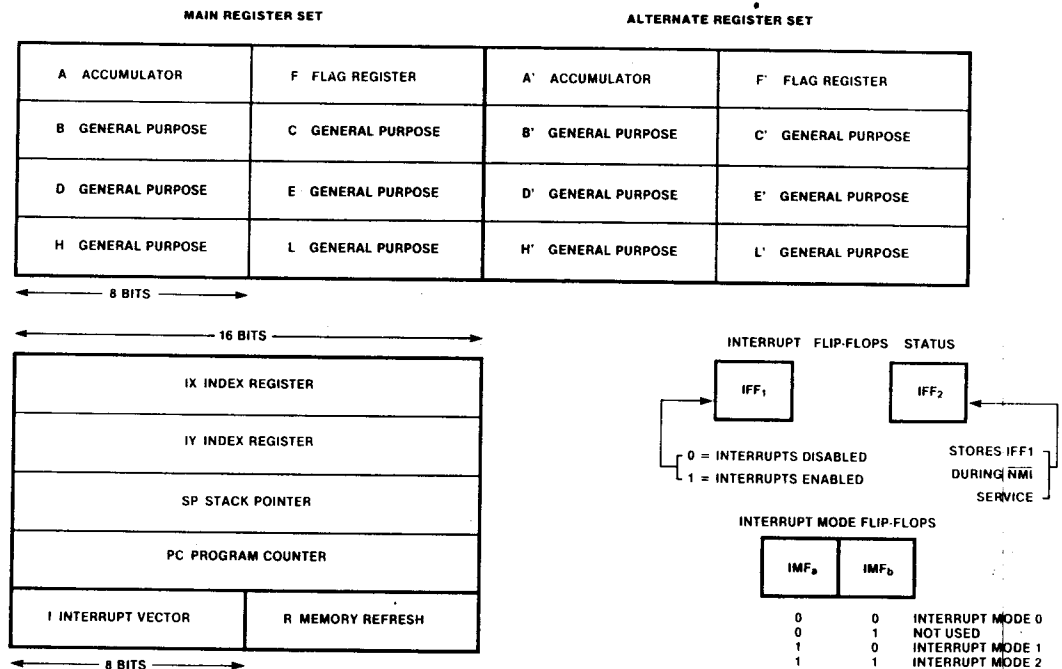 MAIN REGISTER SET
ALTERNATE REGISTER SET
A ACCUMULATOR
F FLAG REGISTER
A' ACCUMULATOR
F' FLAG REGISTER
B GENERAL PURPOSE
C GENERAL PURPOSE
B' GENERAL PURPOSE
C' GENERAL PURPOSE
D GENERAL PURPOSE
E GENERAL PURPOSE
D' GENERAL PURPOSE
E' GENERAL PURPOSE
H GENERAL PURPOSE
L GENERAL PURPOSE
H' GENERAL PURPOSE
L' GENERAL PURPOSE
8 BITS
16 BITS
IX INDEX REGISTER
IY INDEX REGISTER
SP STACK POINTER
PC PROGRAM COUNTER
I INTERRUPT VECTOR
R MEMORY REFRESH
8 BITS
INTERRUPT FLIP-FLOPS STATUS
IFF₁
IFF₂
0 = INTERRUPTS DISABLED
1 = INTERRUPTS ENABLED
STORES IFF1
DURING N̅M̅I̅
SERVICE
INTERRUPT MODE FLIP-FLOPS
IMFₐ
IMF_b
0 0 INTERRUPT MODE 0
0 1 NOT USED
1 0 INTERRUPT MODE 1
1 1 INTERRUPT MODE 2